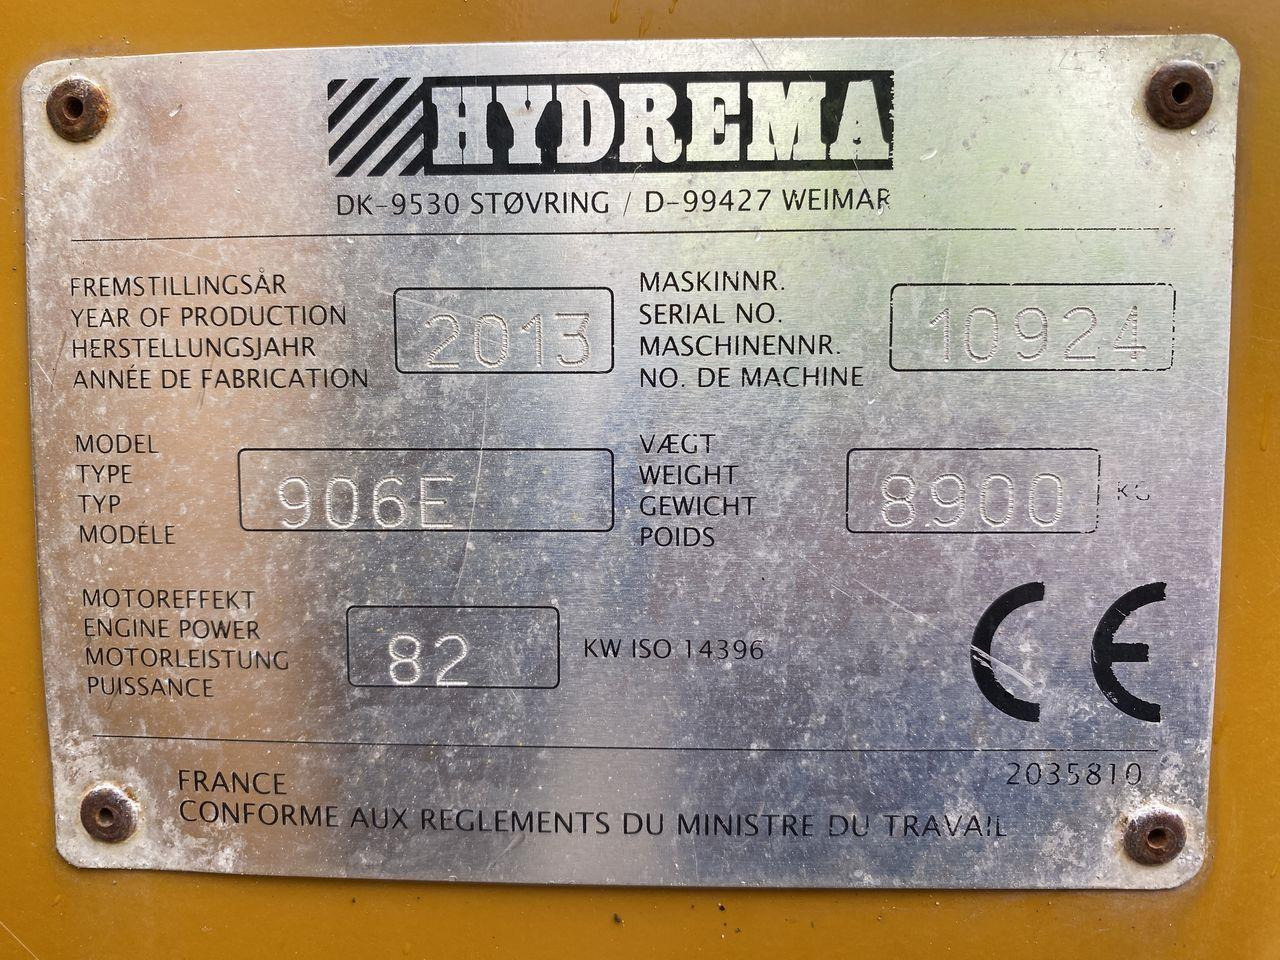 HYDREMA
DK-9530 STØVRING / D-99427 WEIMAR
FREMSTILLINGSÅR
YEAR OF PRODUCTION
HERSTELLUNGSJAHR
ANNÉE DE FABRICATION
2013
MASKINNR.
SERIAL NO.
MASCHINENNR.
NO. DE MACHINE
10924
MODEL
TYPE
TYP
MODÉLE
906E
VÆGT
WEIGHT
GEWICHT
POIDS
8900 KG
MOTOREFFEKT
ENGINE POWER
MOTORLEISTUNG
PUISSANCE
82 KW ISO 14396
CE
FRANCE
CONFORME AUX REGLEMENTS DU MINISTRE DU TRAVAIL
2035810